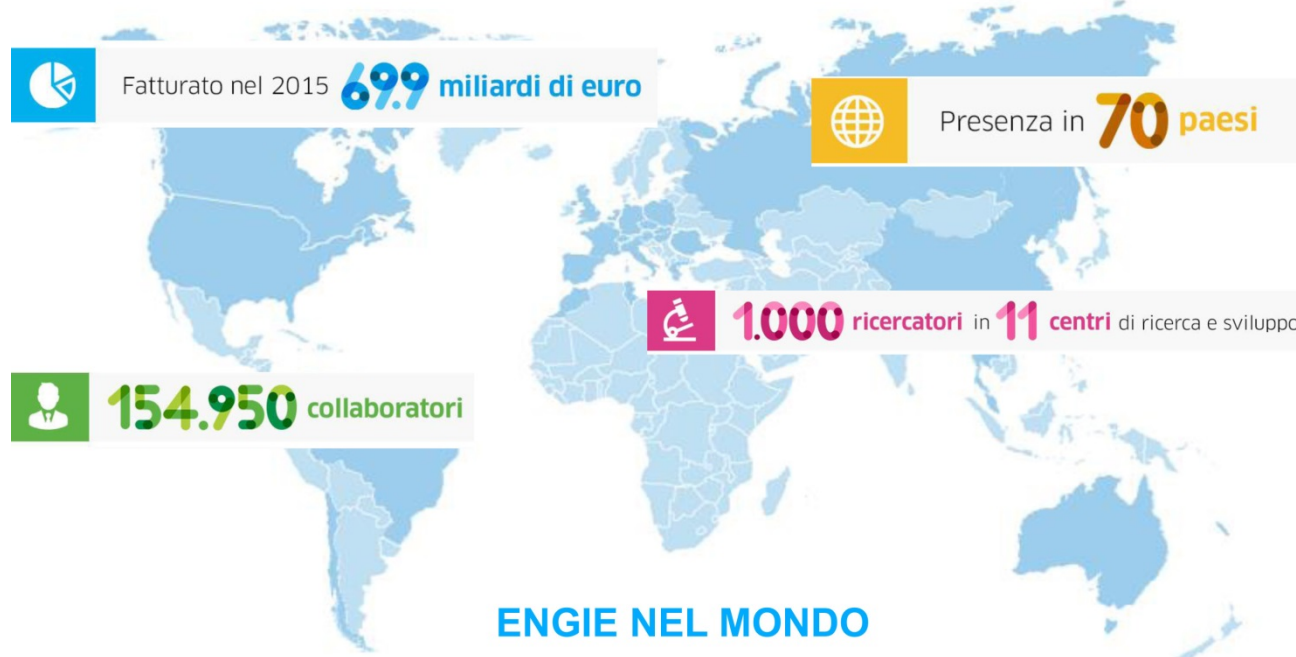 Fatturato nel 2015 69.9 miliardi di euro
Presenza in 70 paesi
1.000 ricercatori in 11 centri di ricerca e sviluppo
154.950 collaboratori
ENGIE NEL MONDO